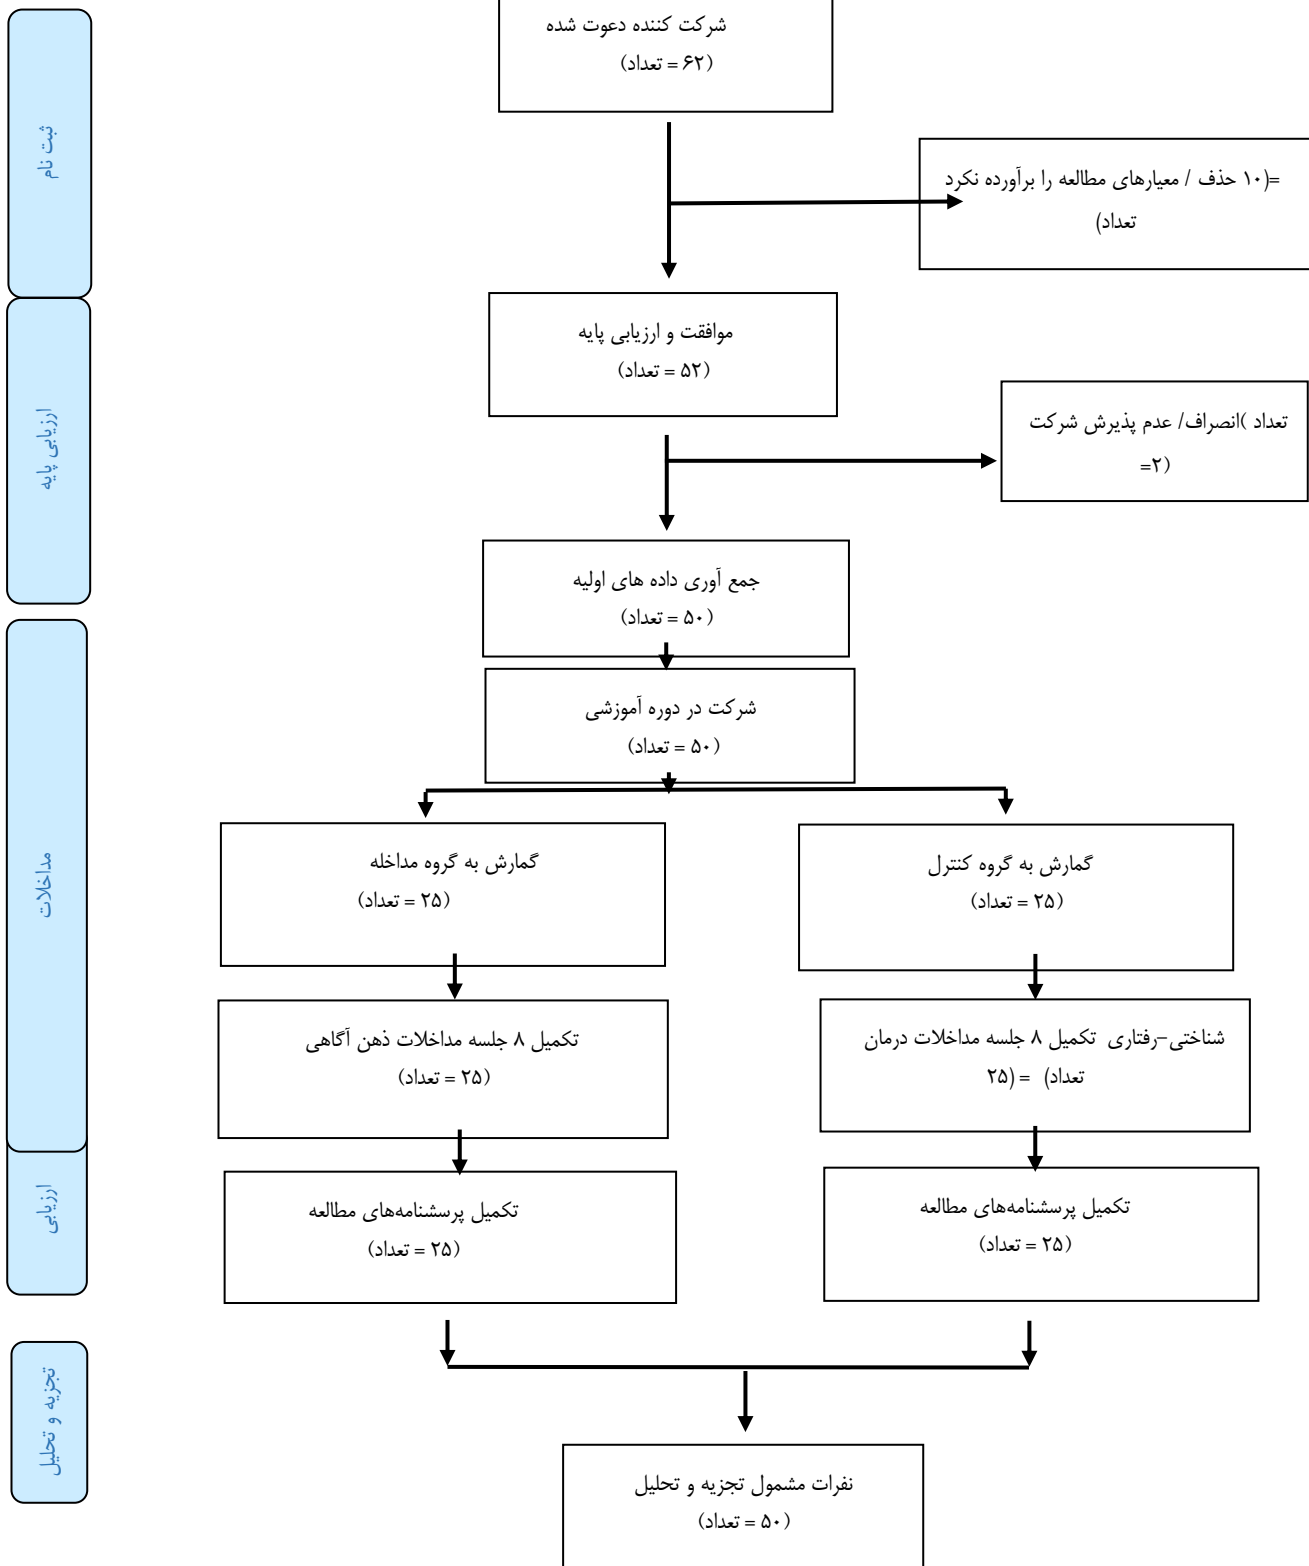 شرکت کننده دعوت شده
(۶۲ = تعداد)
ثبت نام
=(۱۰ حذف / معیارهای مطالعه را برآورده نکرد
تعداد)
موافقت و ارزیابی پایه
(۵۲ = تعداد)
ارزیابی پایه
تعداد )انصراف/ عدم پذیرش شرکت
=۲)
جمع آوری داده های اولیه
(۵۰ = تعداد)
شرکت در دوره آموزشی
(۵۰ = تعداد)
مداخلات
گمارش به گروه کنترل
(۲۵ = تعداد)
گمارش به گروه مداخله
(۲۵ = تعداد)
شناختی-رفتاری تکمیل ۸ جلسه مداخلات درمان
تعداد) = (۲۵
تکمیل ۸ جلسه مداخلات ذهن آگاهی
(۲۵ = تعداد)
ارزیابی
تکمیل پرسشنامه‌های مطالعه
(۲۵ = تعداد)
تکمیل پرسشنامه‌های مطالعه
(۲۵ = تعداد)
تجزیه و تحلیل
نفرات مشمول تجزیه و تحلیل
(۵۰ = تعداد)